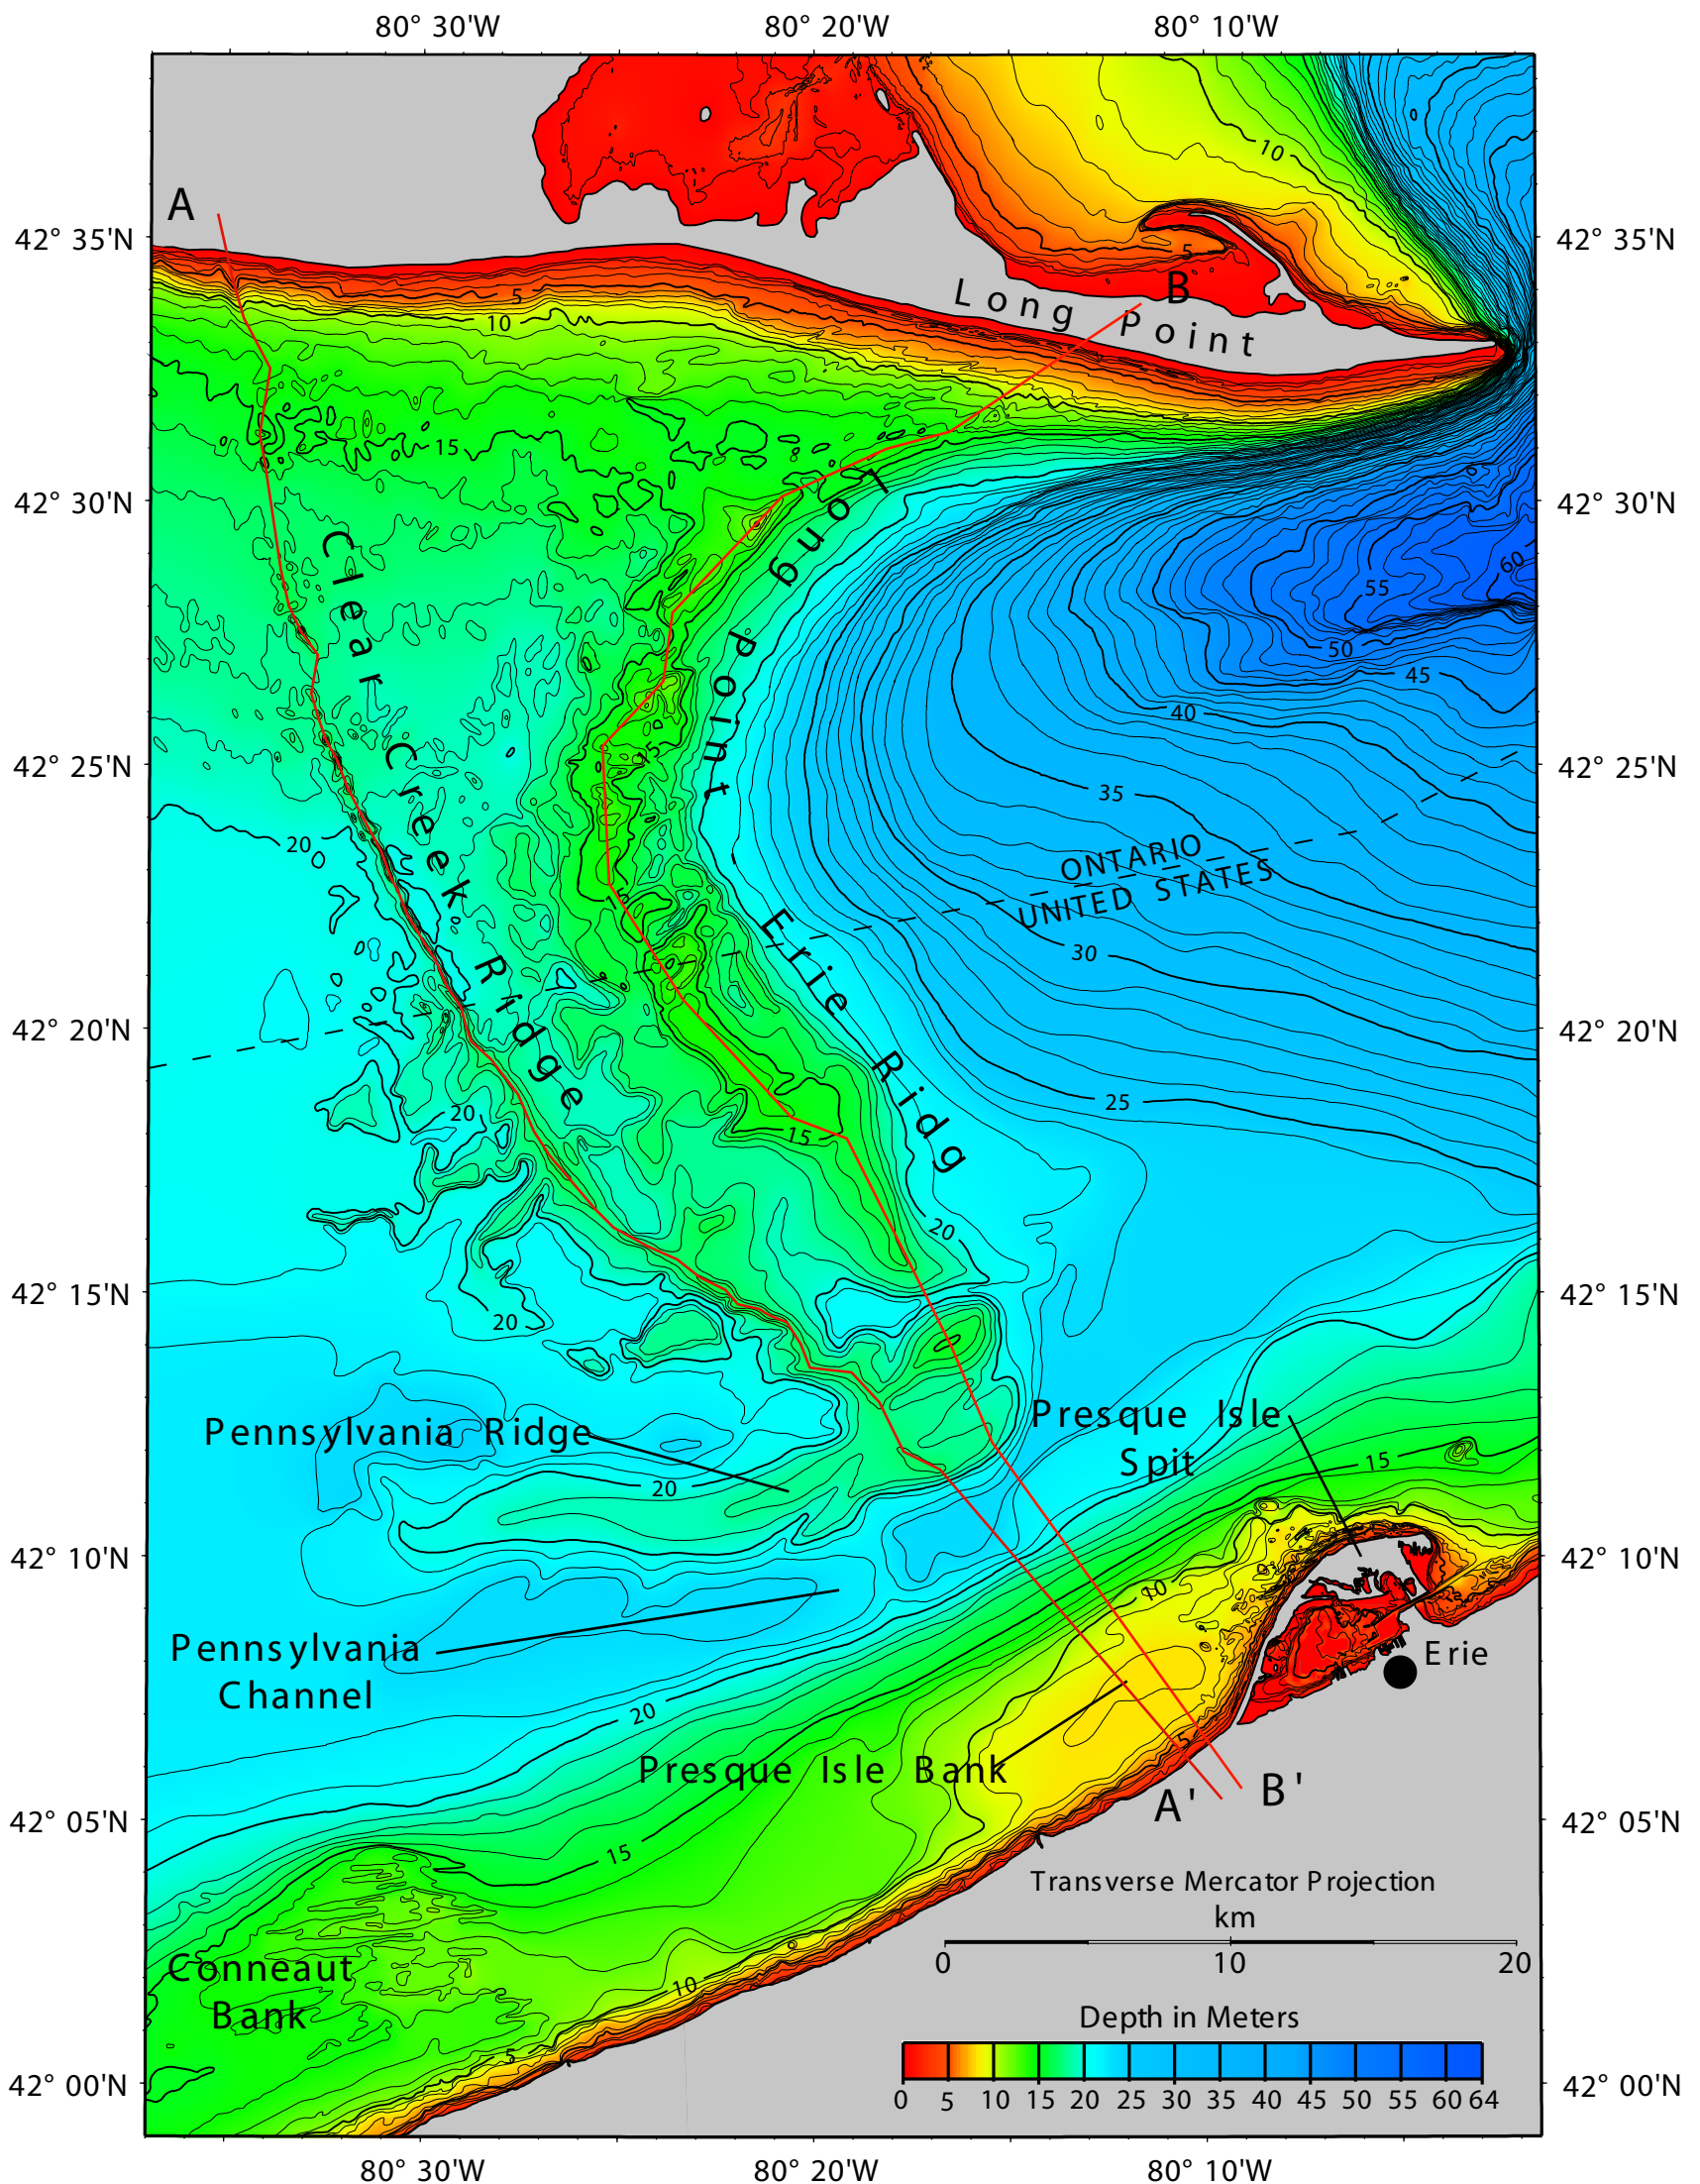 80° 30'W 80° 20'W 80° 10'W
10
A
42° 35'N 42° 35'N
5
B
Long Point
5
10
15
42° 30'N 42° 30'N
60
55
50
45
40
Clear Creek Ridge
Long Point Erie Ridg
15
42° 25'N 42° 25'N
35
20
ONTARIO
UNITED STATES
15
30
42° 20'N 42° 20'N
25
20
15
20
42° 15'N 42° 15'N
20
Presque Isle
Spit
Pennsylvania Ridge
15
20
42° 10'N 42° 10'N
10
Pennsylvania
Channel
Erie
20
5
Presque Isle Bank
A' B'
42° 05'N 42° 05'N
15
Transverse Mercator Projection
km
0 10 20
Conneaut
Bank
10
Depth in Meters
5
0 5 10 15 20 25 30 35 40 45 50 55 60 64
42° 00'N 42° 00'N
80° 30'W 80° 20'W 80° 10'W